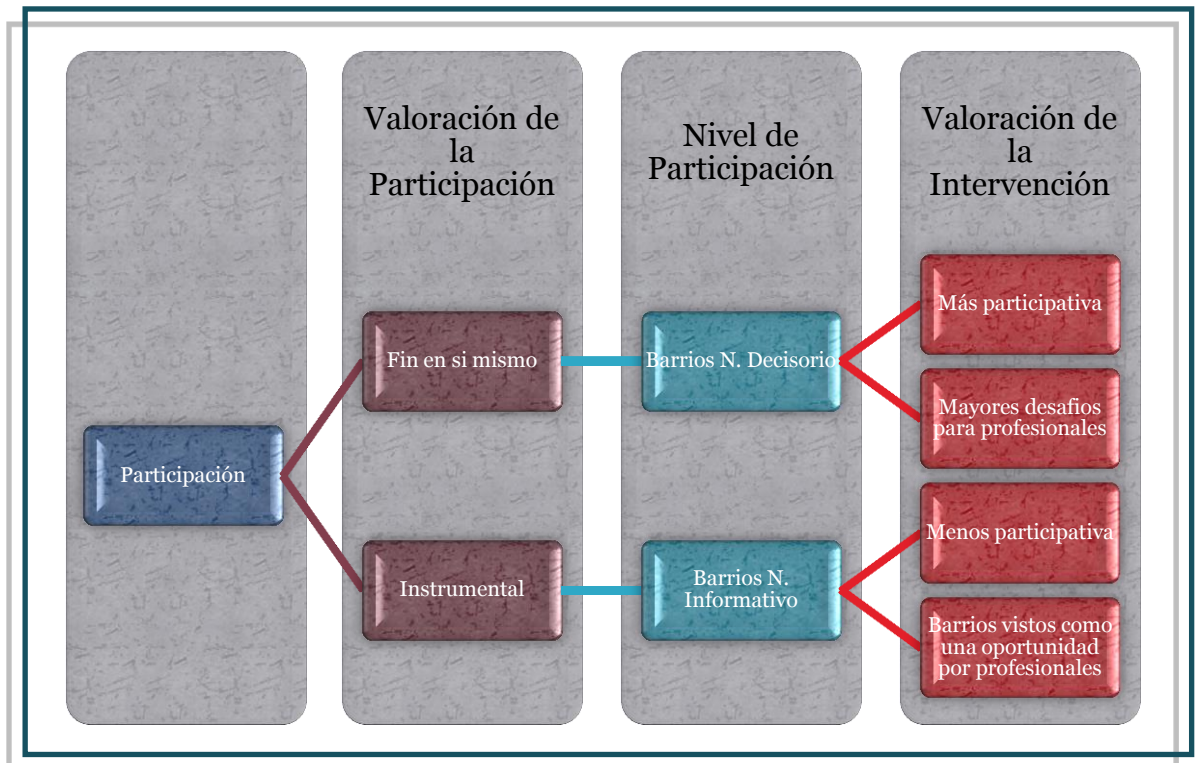 Valoración de
la
Participación
Nivel de
Participación
Valoración de
la
Intervención
Participación
Fin en si mismo
Instrumental
Barrios N. Decisorio
Barrios N.
Informativo
Más participativa
Mayores desafios
para profesionales
Menos participativa
Barrios vistos como
una oportunidad
por profesionales